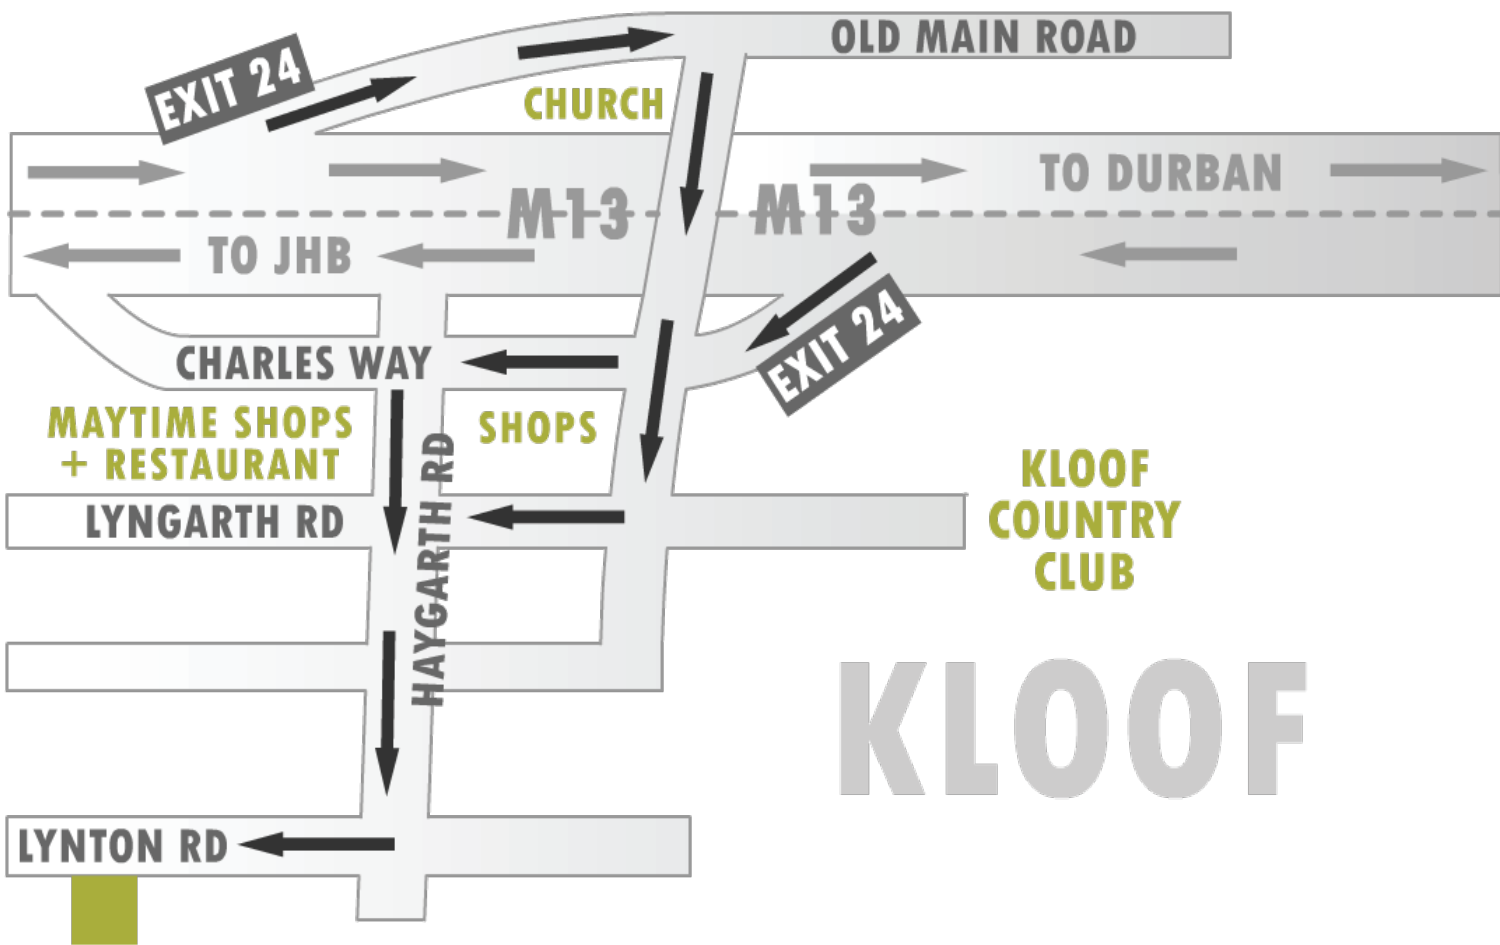 OLD MAIN ROAD
EXIT 24
CHURCH
TO DURBAN
M13
M13
TO JHB
EXIT 24
CHARLES WAY
MAYTIME SHOPS
+ RESTAURANT
SHOPS
HAYGARTH RD
LYNGARTH RD
KLOOF
COUNTRY
CLUB
KLOOF
LYNTON RD